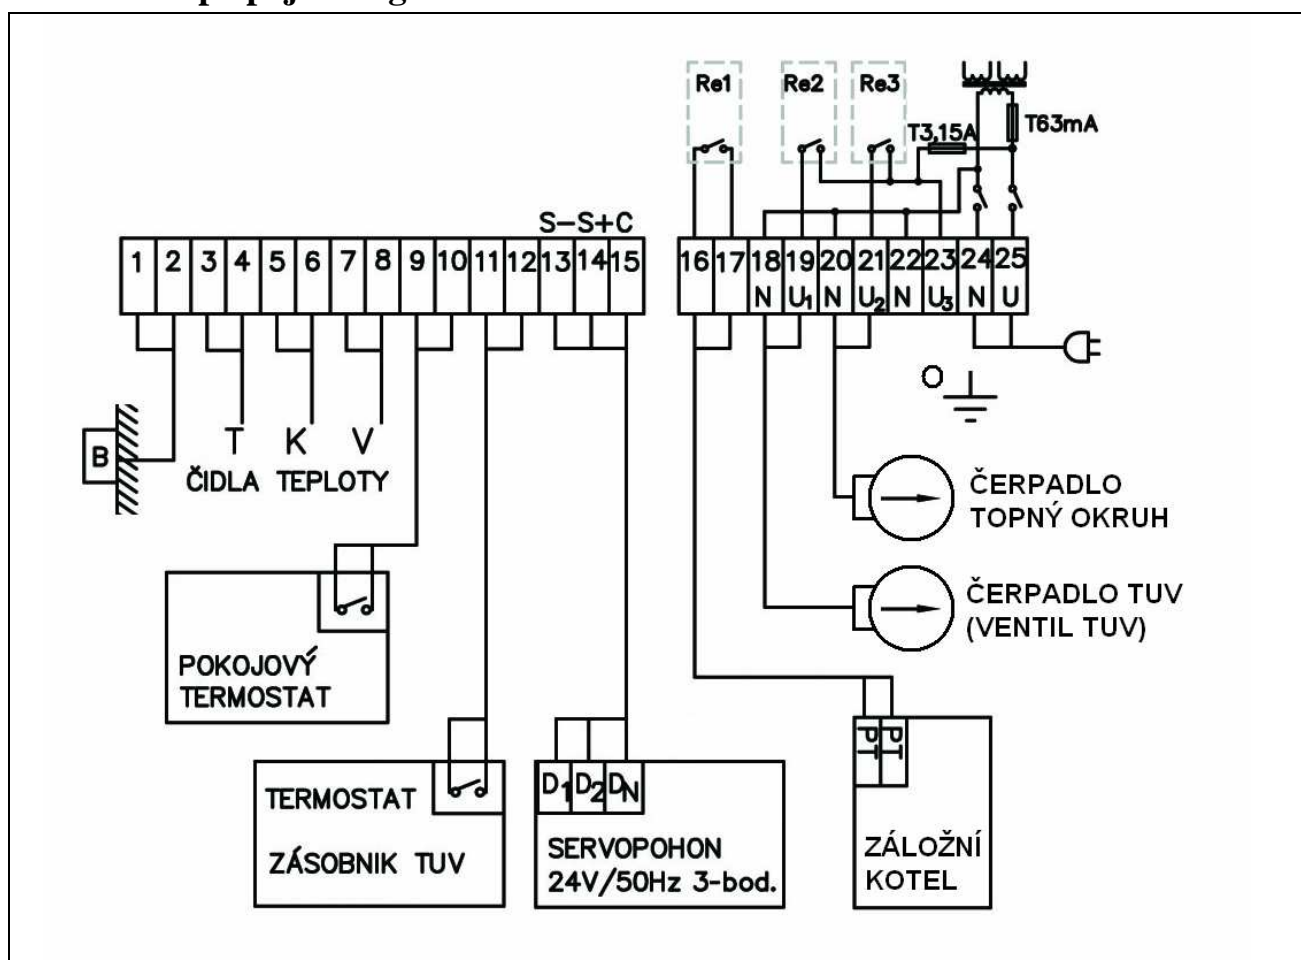 Re1 Re2 Re3
T3,15A T63mA
S-S+C
1 2 3 4 5 6 7 8 9 10 11 12 13 14 15
16 17 18 19 20 21 22 23 24 25
N U1 N U2 N U3 N U
O
B
T K V
ČIDLA TEPLOTY
ČERPADLO
TOPNÝ OKRUH
ČERPADLO TUV
(VENTIL TUV)
POKOJOVÝ
TERMOSTAT
PT PT
D1 D2 DN
TERMOSTAT
ZÁSOBNIK TUV
SERVOPOHON
24V/50Hz 3-bod.
ZÁLOŽNÍ
KOTEL